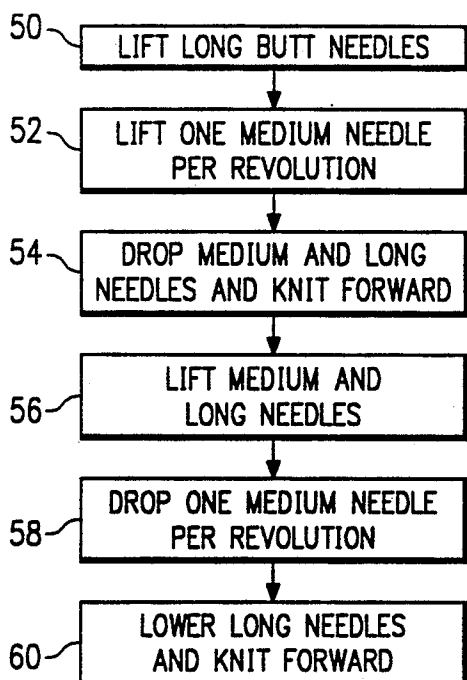 50
LIFT LONG BUTT NEEDLES
52
LIFT ONE MEDIUM NEEDLE
PER REVOLUTION
54
DROP MEDIUM AND LONG
NEEDLES AND KNIT FORWARD
56
LIFT MEDIUM AND
LONG NEEDLES
58
DROP ONE MEDIUM NEEDLE
PER REVOLUTION
60
LOWER LONG NEEDLES
AND KNIT FORWARD